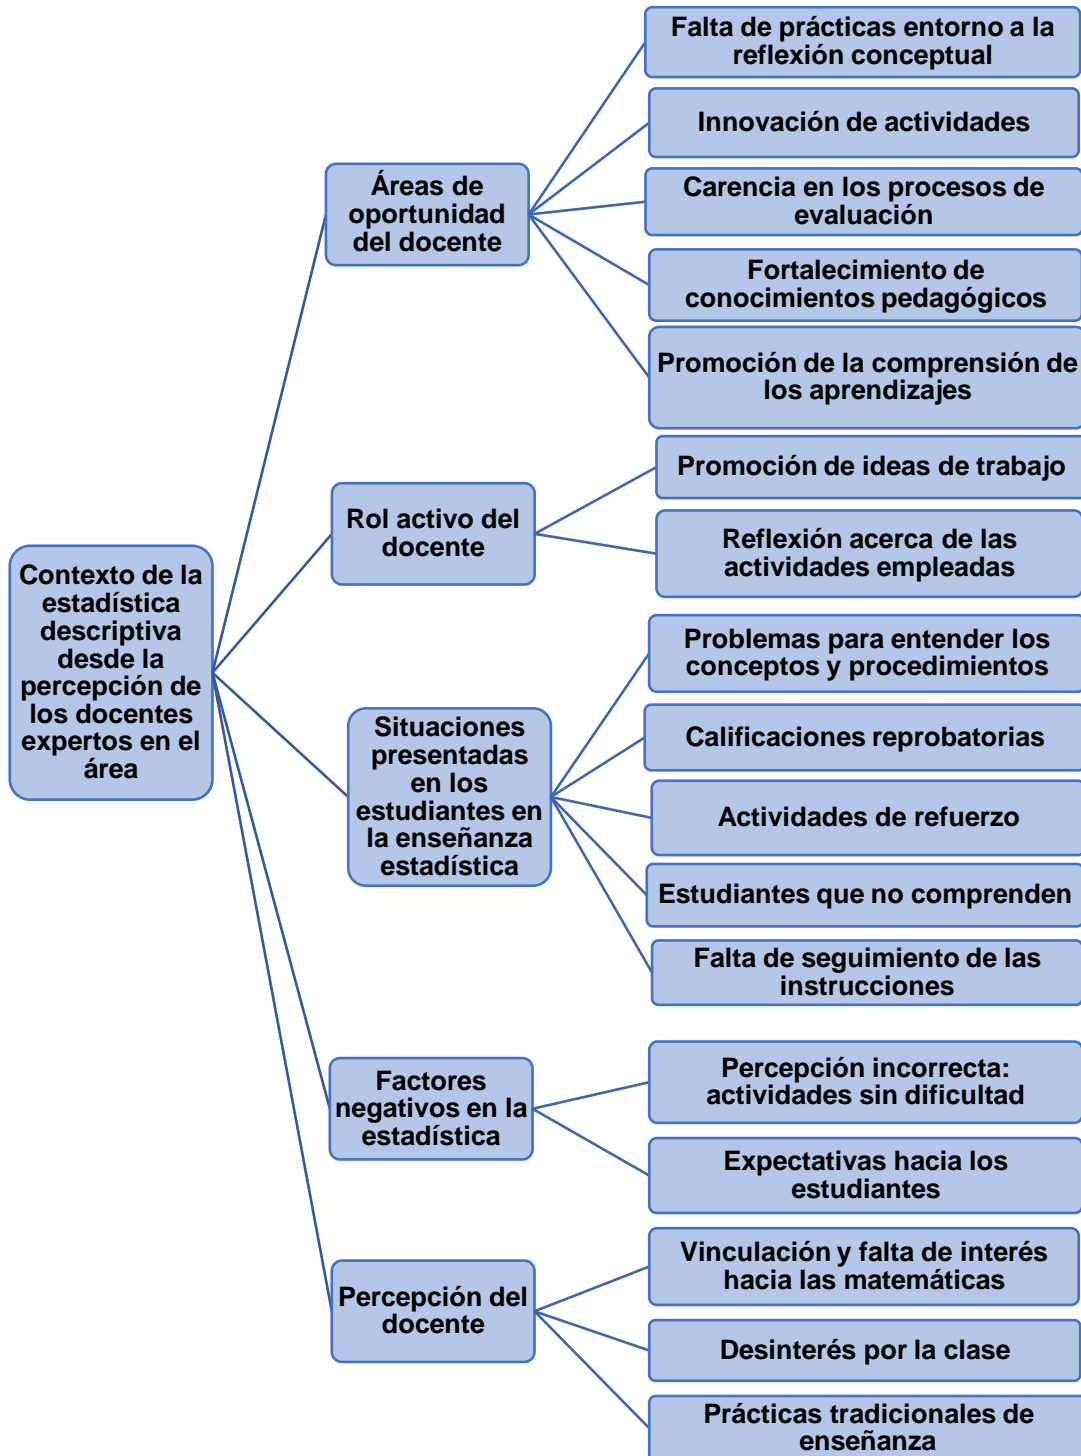 Contexto de la
estadística
descriptiva
desde la
percepción de
los docentes
expertos en el
área
Áreas de
oportunidad
del docente
Falta de prácticas entorno a la
reflexión conceptual
Innovación de actividades
Carencia en los procesos de
evaluación
Fortalecimiento de
conocimientos pedagógicos
Promoción de la comprensión de
los aprendizajes
Rol activo del
docente
Promoción de ideas de trabajo
Reflexión acerca de las
actividades empleadas
Situaciones
presentadas
en los
estudiantes en
la enseñanza
estadística
Problemas para entender los
conceptos y procedimientos
Calificaciones reprobatorias
Actividades de refuerzo
Estudiantes que no comprenden
Falta de seguimiento de las
instrucciones
Factores
negativos en la
estadística
Percepción incorrecta:
actividades sin dificultad
Expectativas hacia los
estudiantes
Percepción del
docente
Vinculación y falta de interés
hacia las matemáticas
Desinterés por la clase
Prácticas tradicionales de
enseñanza